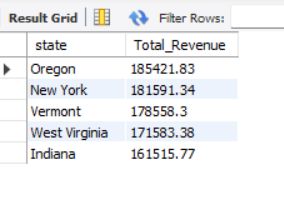 Result Grid Filter Rows:
state Total_Revenue
Oregon 185421.83
New York 181591.34
Vermont 178558.3
West Virginia 171583.38
Indiana 161515.77